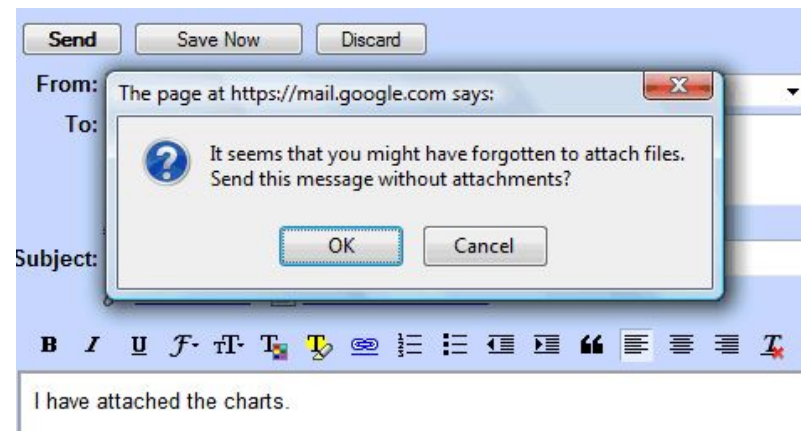 Send Save Now Discard
From:
The page at https://mail.google.com says:
To:
It seems that you might have forgotten to attach files.
Send this message without attachments?
OK Cancel
Subject:
B I U F TT T T
I have attached the charts.